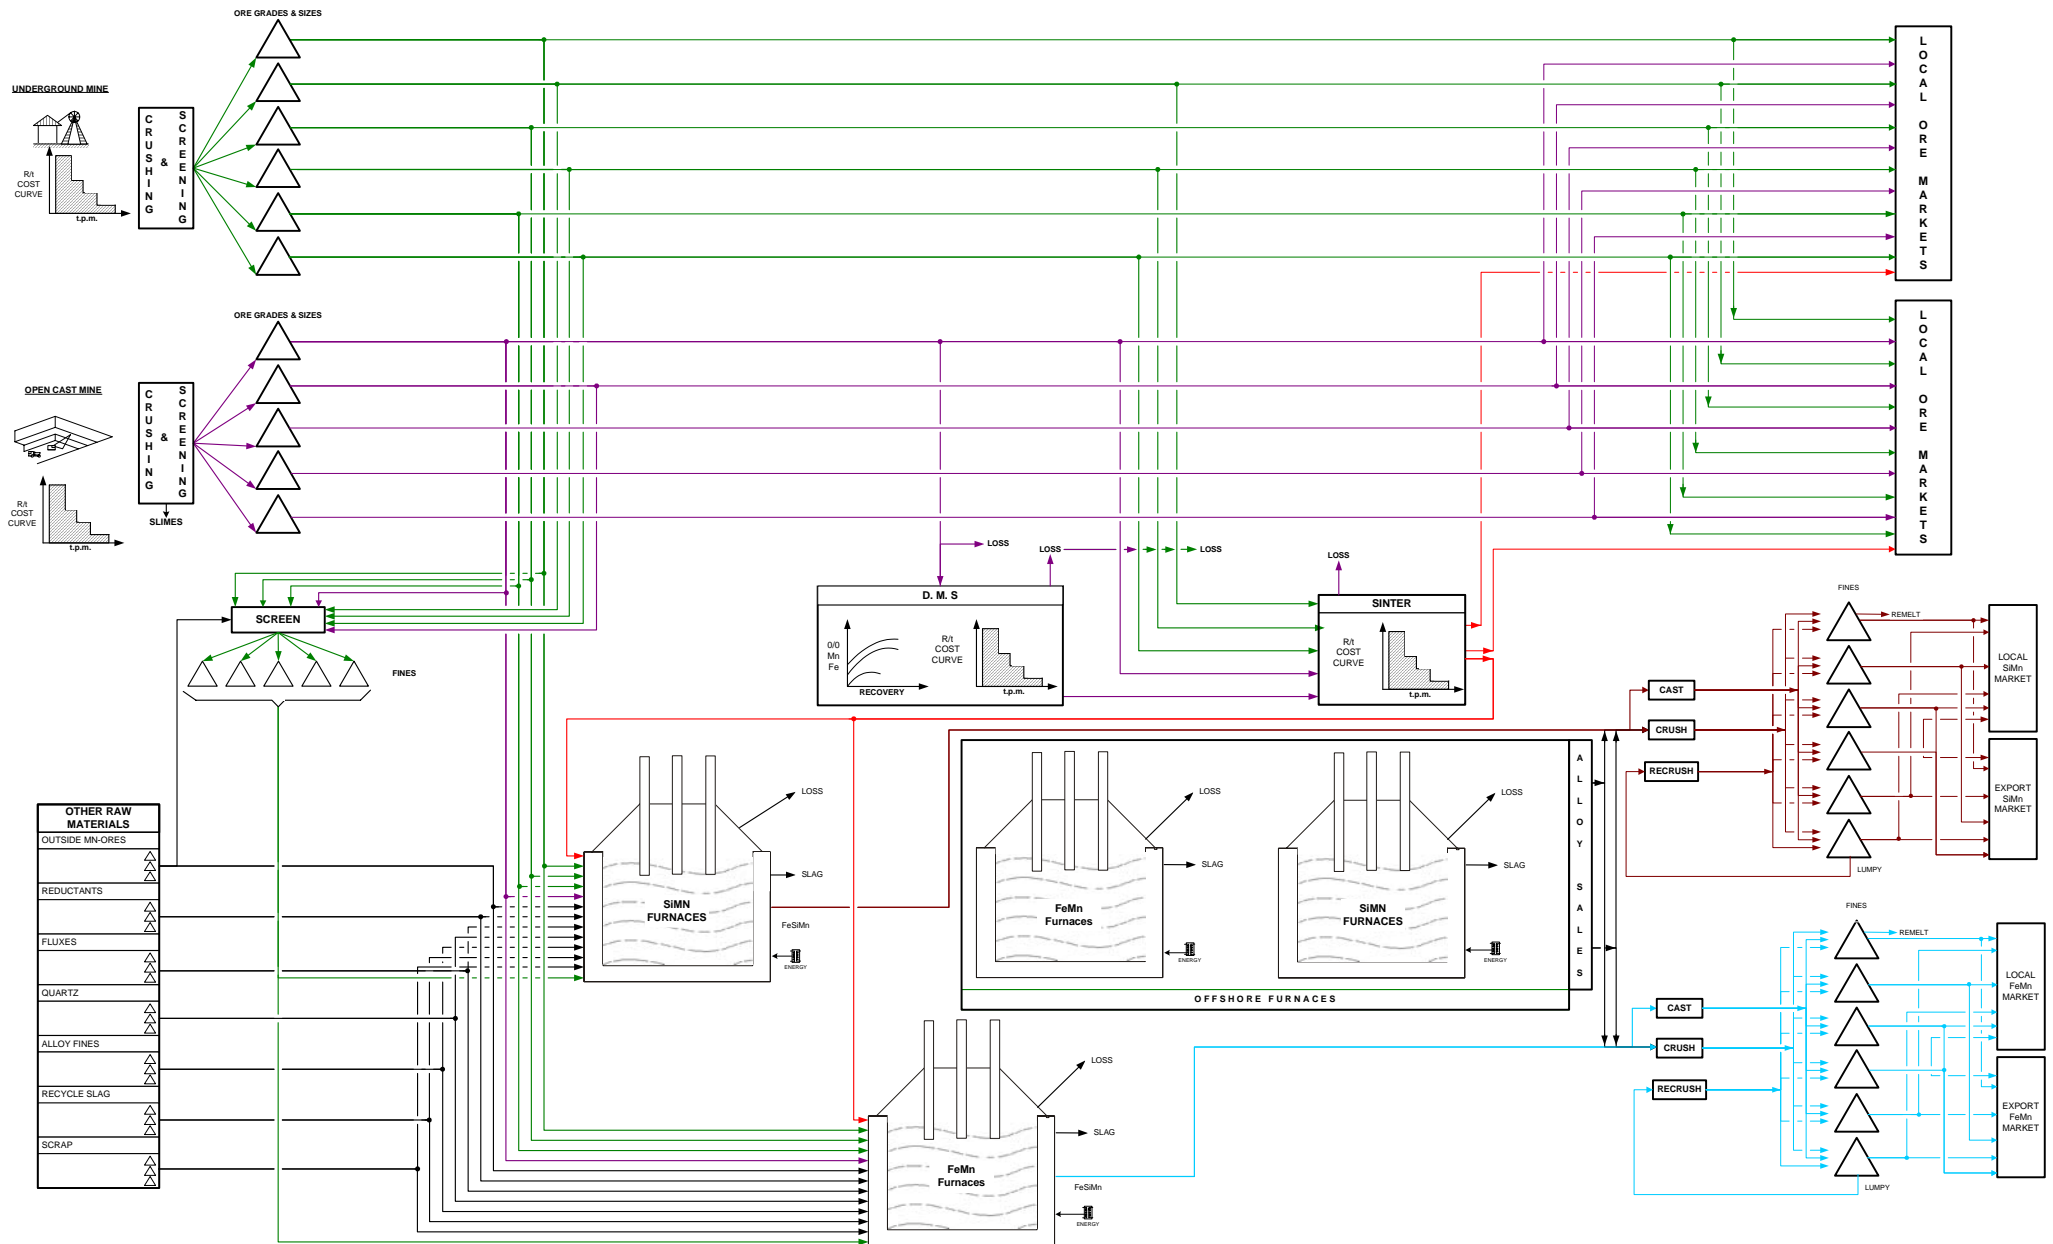 ORE GRADES & SIZES
UNDERGROUND MINE
CRUSHING
&
SCREENING
R/t
COST
CURVE
t.p.m.
LOCAL ORE MARKETS
ORE GRADES & SIZES
OPEN CAST MINE
CRUSHING
&
SCREENING
SLIMES
R/t
COST
CURVE
t.p.m.
LOCAL ORE MARKETS
LOSS
LOSS
LOSS
LOSS
SCREEN
FINES
D. M. S
0/0
Mn
Fe
RECOVERY
R/t
COST
CURVE
t.p.m.
SINTER
R/t
COST
CURVE
t.p.m.
OTHER RAW
MATERIALS
OUTSIDE MN-ORES
REDUCTANTS
FLUXES
QUARTZ
ALLOY FINES
RECYCLE SLAG
SCRAP
LOSS
SLAG
SiMN
FURNACES
FeSiMn
ENERGY
LOSS
SLAG
FeMn
Furnaces
ENERGY
LOSS
SLAG
SiMN
FURNACES
ENERGY
OFFSHORE FURNACES
ALLOY SALES
LOSS
SLAG
FeMn
Furnaces
FeSiMn
ENERGY
FINES
REMELT
CAST
CRUSH
RECRUSH
LUMPY
LOCAL
SiMn
MARKET
EXPORT
SiMn
MARKET
FINES
REMELT
CAST
CRUSH
RECRUSH
LUMPY
LOCAL
FeMn
MARKET
EXPORT
FeMn
MARKET